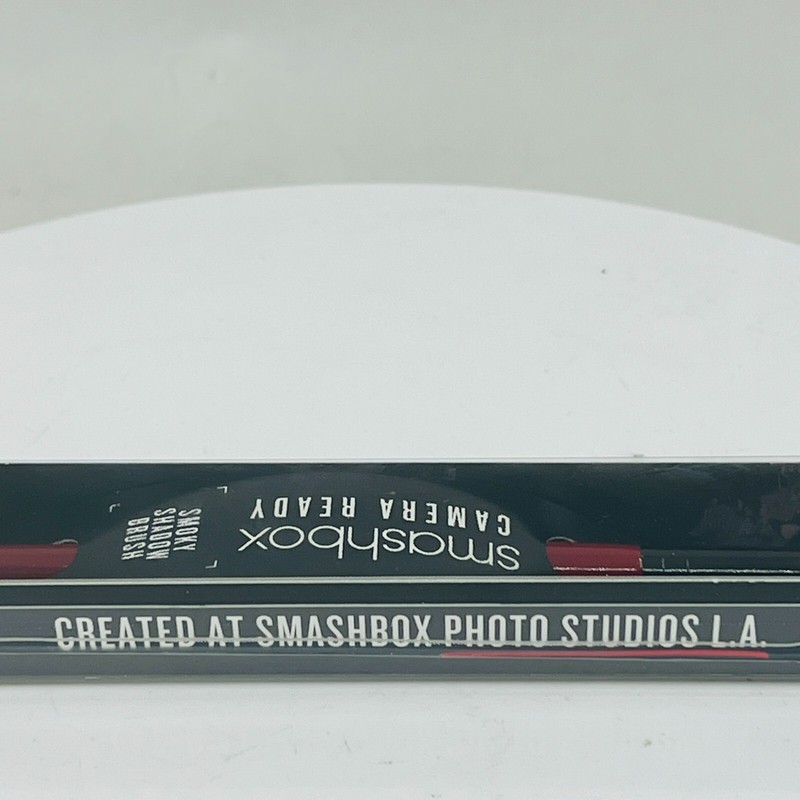 smashbox
CAMERA READY
SMOKY
SHADOW
BRUSH
CREATED AT SMASHBOX PHOTO STUDIOS L.A.